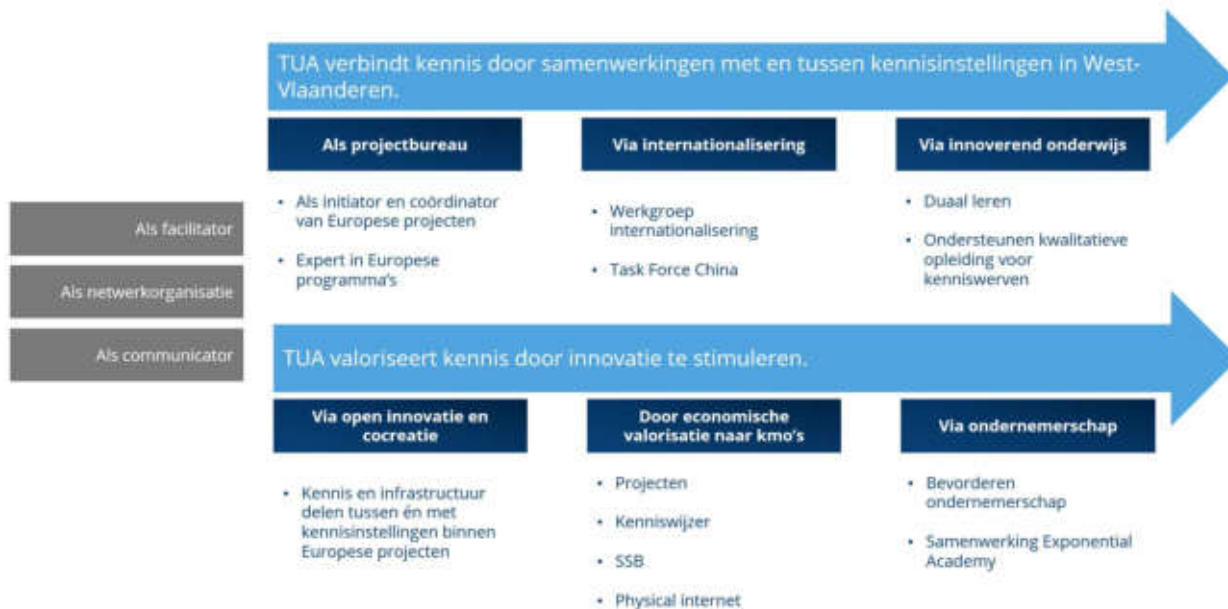 TUA verbindt kennis door samenwerkingen met en tussen kennisinstellingen in West-
Vlaanderen.
Als projectbureau
• Als initiator en coördinator
van Europese projecten
• Expert in Europese
programma's
Via internationalisering
• Werkgroep
internationalisering
• Task Force China
Via innoverend onderwijs
• Duaal leren
• Ondersteunen kwalitatieve
opleiding voor
kenniswerven
Als facilitator
Als netwerkorganisatie
Als communicator
TUA valoriseert kennis door innovatie te stimuleren.
Via open innovatie en
cocreatie
• Kennis en infrastructuur
delen tussen én met
kennisinstellingen binnen
Europese projecten
Door economische
valorisatie naar kmo's
• Projecten
• Kenniswijzer
• SSB
• Physical internet
Via ondernemerschap
• Bevorderen
ondernemerschap
• Samenwerking Exponential
Academy